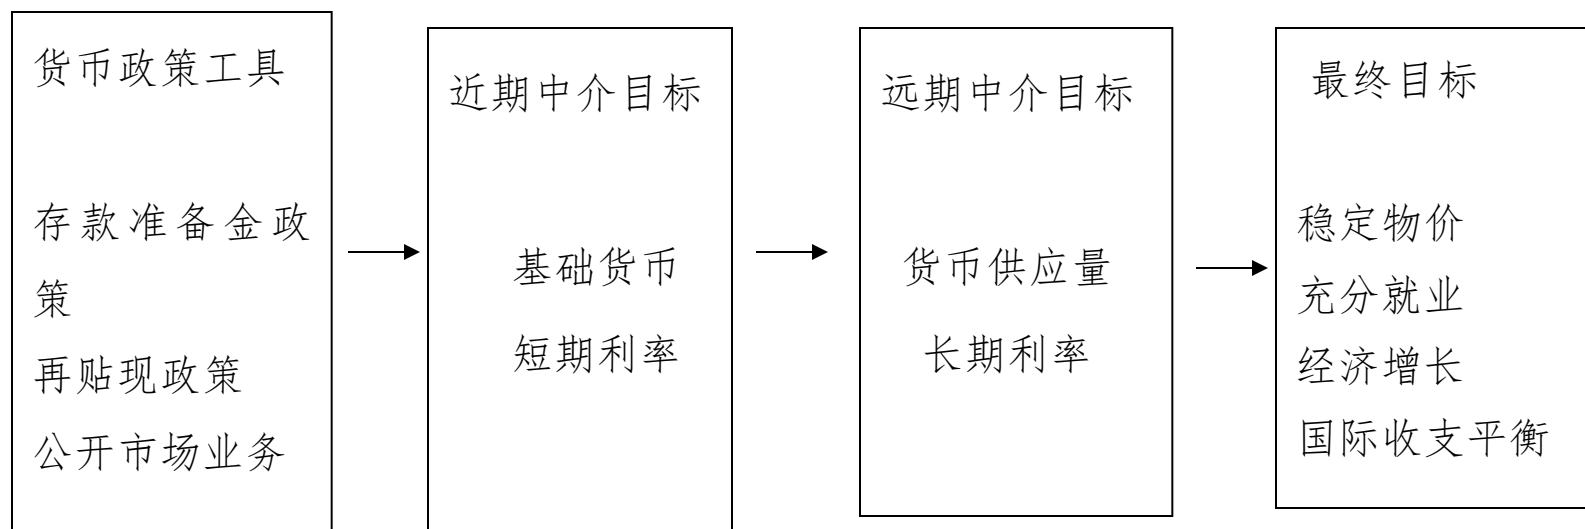 货币政策工具
存款准备金政
策
再贴现政策
公开市场业务
近期中介目标
基础货币
短期利率
远期中介目标
货币供应量
长期利率
最终目标
稳定物价
充分就业
经济增长
国际收支平衡